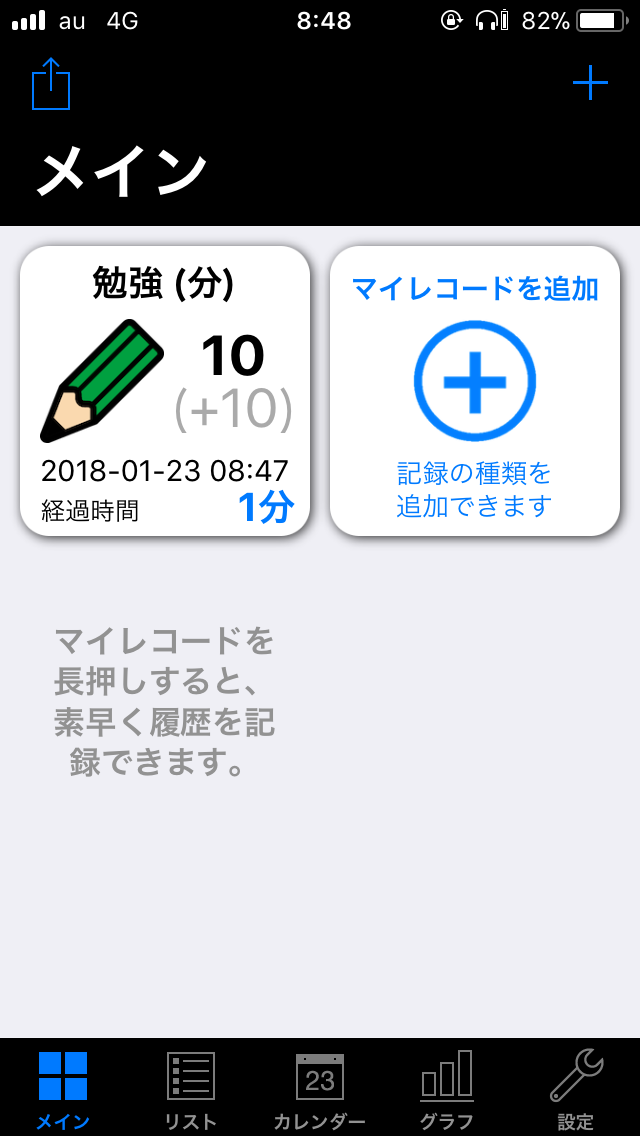 au 4G 8:48 82%
メイン
勉強 (分)
10
(+10)
2018-01-23 08:47
経過時間 1分
マイレコードを追加
記録の種類を
追加できます
マイレコードを
長押しすると、
素早く履歴を記
録できます。
23
メイン リスト カレンダー グラフ 設定